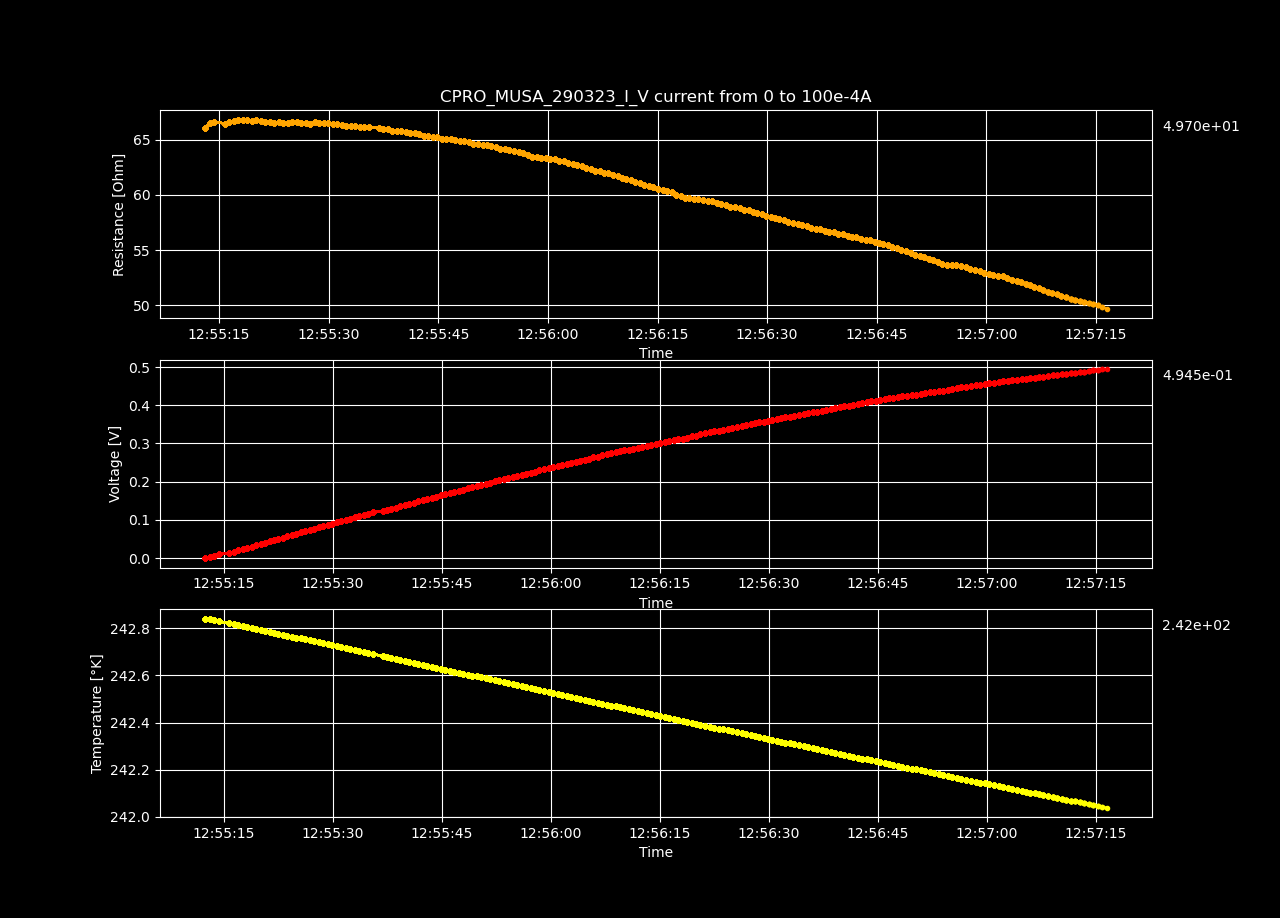 CPRO_MUSA_290323_I_V current from 0 to 100e-4A
4.970e+01
Resistance [Ohm]
65
60
55
50
12:55:15 12:55:30 12:55:45 12:56:00 12:56:15 12:56:30 12:56:45 12:57:00 12:57:15
Time
4.945e-01
Voltage [V]
0.5
0.4
0.3
0.2
0.1
0.0
12:55:15 12:55:30 12:55:45 12:56:00 12:56:15 12:56:30 12:56:45 12:57:00 12:57:15
Time
2.42e+02
Temperature [°K]
242.8
242.6
242.4
242.2
242.0
12:55:15 12:55:30 12:55:45 12:56:00 12:56:15 12:56:30 12:56:45 12:57:00 12:57:15
Time